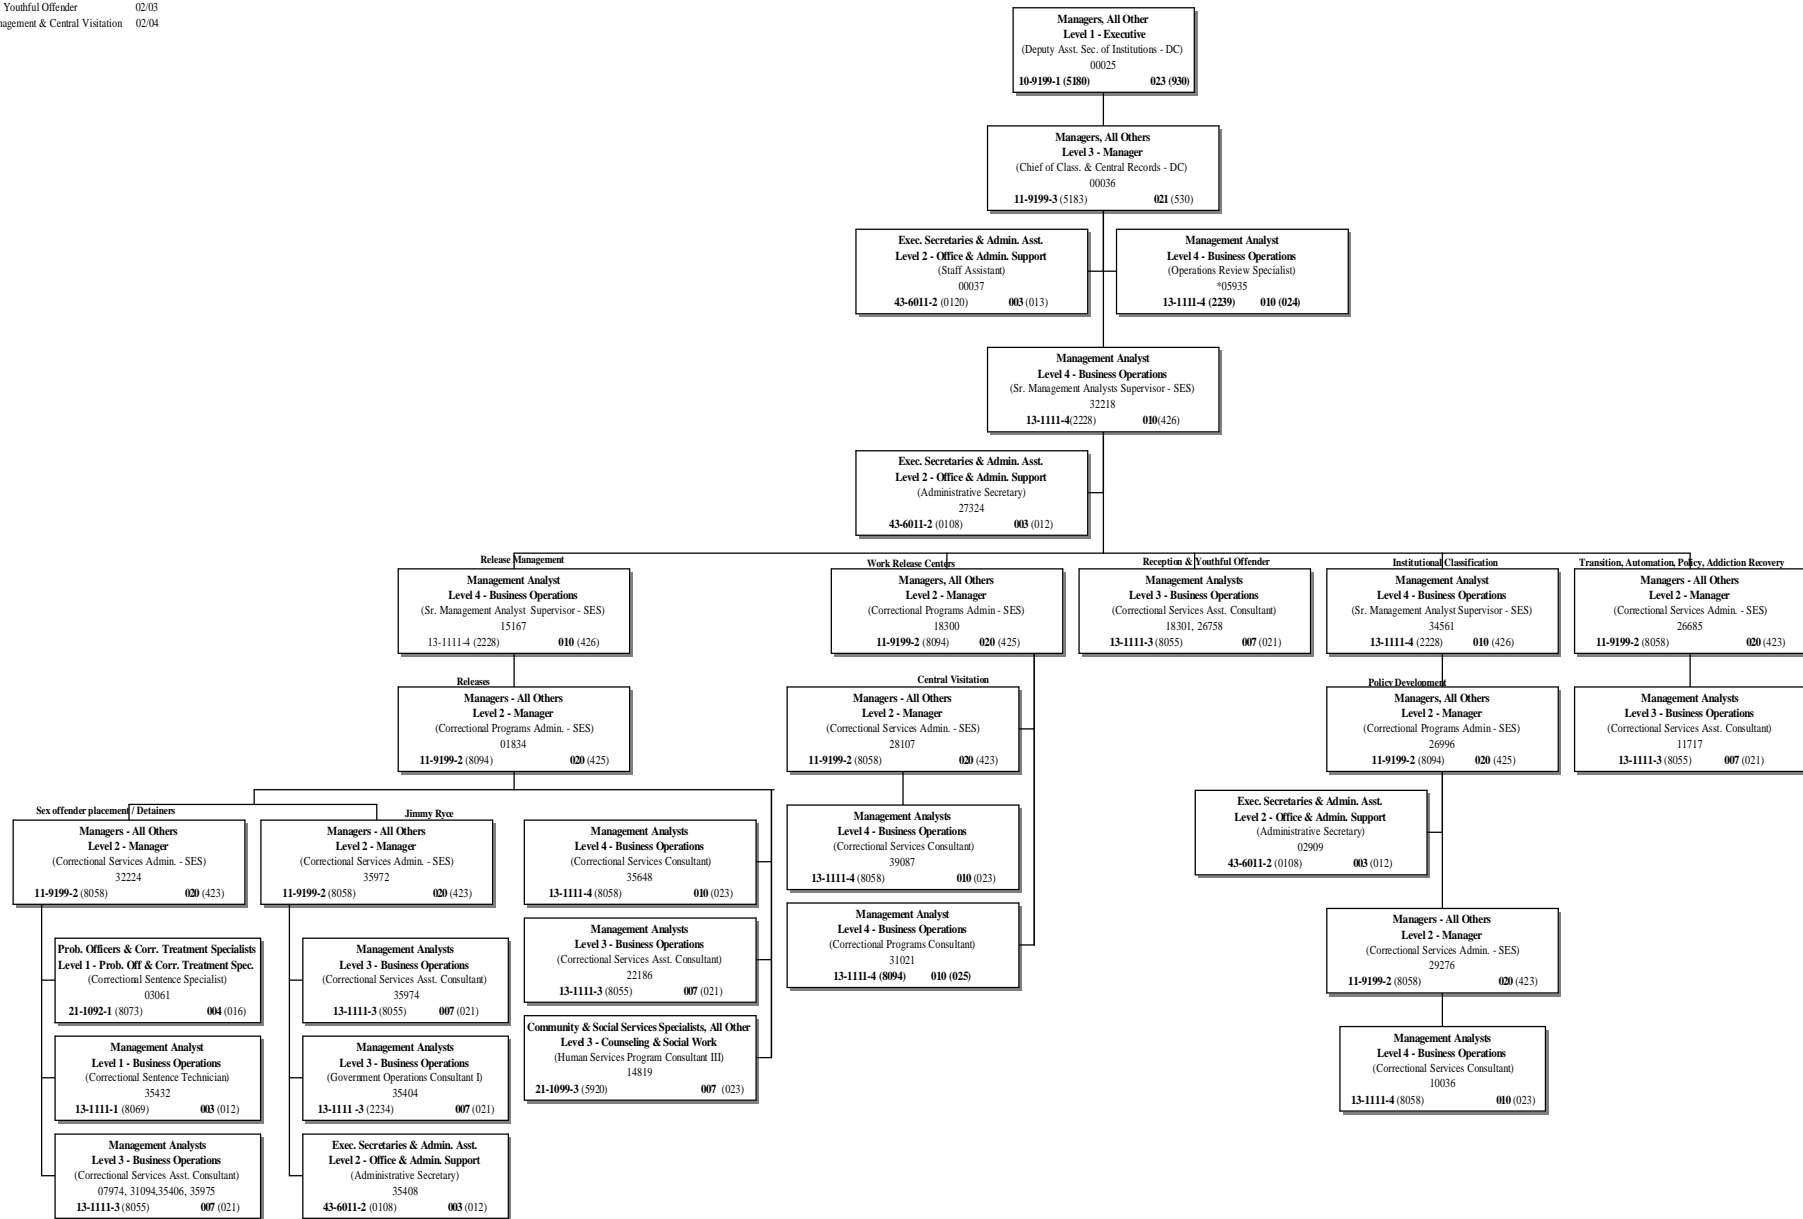 Youthful Offender 02/03
nagement & Central Visitation 02/04
Managers, All Other
Level 1 - Executive
(Deputy Asst. Sec. of Institutions - DC)
00025
10-9199-1 (5180) 023 (930)
Managers, All Others
Level 3 - Manager
(Chief of Class. & Central Records - DC)
00036
11-9199-3 (5183) 021 (530)
Exec. Secretaries & Admin. Asst.
Level 2 - Office & Admin. Support
(Staff Assistant)
00037
43-6011-2 (0120) 003 (013)
Management Analyst
Level 4 - Business Operations
(Operations Review Specialist)
*05935
13-1111-4 (2239) 010 (024)
Management Analyst
Level 4 - Business Operations
(Sr. Management Analysts Supervisor - SES)
32218
13-1111-4(2228) 010(426)
Exec. Secretaries & Admin. Asst.
Level 2 - Office & Admin. Support
(Administrative Secretary)
27324
43-6011-2 (0108) 003 (012)
Release Management
Management Analyst
Level 4 - Business Operations
(Sr. Management Analyst Supervisor - SES)
15167
13-1111-4 (2228) 010 (426)
Work Release Centers
Managers, All Others
Level 2 - Manager
(Correctional Programs Admin - SES)
18300
11-9199-2 (8094) 020 (425)
Reception & Youthful Offender
Management Analysts
Level 3 - Business Operations
(Correctional Services Asst. Consultant)
18301, 26758
13-1111-3 (8055) 007 (021)
Institutional Classification
Management Analyst
Level 4 - Business Operations
(Sr. Management Analyst Supervisor - SES)
34561
13-1111-4 (2228) 010 (426)
Transition, Automation, Policy, Addiction Recovery
Managers - All Others
Level 2 - Manager
(Correctional Services Admin. - SES)
26685
11-9199-2 (8058) 020 (423)
Releases
Managers - All Others
Level 2 - Manager
(Correctional Programs Admin. - SES)
01834
11-9199-2 (8094) 020 (425)
Central Visitation
Managers - All Others
Level 2 - Manager
(Correctional Services Admin. - SES)
28107
11-9199-2 (8058) 020 (423)
Policy Development
Managers, All Others
Level 2 - Manager
(Correctional Programs Admin - SES)
26996
11-9199-2 (8094) 020 (425)
Management Analysts
Level 3 - Business Operations
(Correctional Services Asst. Consultant)
11717
13-1111-3 (8055) 007 (021)
Exec. Secretaries & Admin. Asst.
Level 2 - Office & Admin. Support
(Administrative Secretary)
02909
43-6011-2 (0108) 003 (012)
Sex offender placement / Detainers
Managers - All Others
Level 2 - Manager
(Correctional Services Admin. - SES)
32224
11-9199-2 (8058) 020 (423)
Jimmy Ryce
Managers - All Others
Level 2 - Manager
(Correctional Services Admin. - SES)
35972
11-9199-2 (8058) 020 (423)
Management Analysts
Level 4 - Business Operations
(Correctional Services Consultant)
35648
13-1111-4 (8058) 010 (023)
Management Analysts
Level 4 - Business Operations
(Correctional Services Consultant)
39087
13-1111-4 (8058) 010 (023)
Management Analyst
Level 4 - Business Operations
(Correctional Programs Consultant)
31021
13-1111-4 (8094) 010 (025)
Managers - All Others
Level 2 - Manager
(Correctional Services Admin. - SES)
29276
11-9199-2 (8058) 020 (423)
Prob. Officers & Corr. Treatment Specialists
Level 1 - Prob. Off & Corr. Treatment Spec.
(Correctional Sentence Specialist)
03061
21-1092-1 (8073) 004 (016)
Management Analysts
Level 3 - Business Operations
(Correctional Services Asst. Consultant)
35974
13-1111-3 (8055) 007 (021)
Management Analysts
Level 3 - Business Operations
(Correctional Services Asst. Consultant)
22186
13-1111-3 (8055) 007 (021)
Community & Social Services Specialists, All Other
Level 3 - Counseling & Social Work
(Human Services Program Consultant III)
14819
21-1099-3 (5920) 007 (023)
Management Analysts
Level 4 - Business Operations
(Correctional Services Consultant)
10036
13-1111-4 (8058) 010 (023)
Management Analyst
Level 1 - Business Operations
(Correctional Sentence Technician)
35432
13-1111-1 (8069) 003 (012)
Management Analysts
Level 3 - Business Operations
(Government Operations Consultant I)
35404
13-1111 -3 (2234) 007 (021)
Management Analysts
Level 3 - Business Operations
(Correctional Services Asst. Consultant)
07974, 31094,35406, 35975
13-1111-3 (8055) 007 (021)
Exec. Secretaries & Admin. Asst.
Level 2 - Office & Admin. Support
(Administrative Secretary)
35408
43-6011-2 (0108) 003 (012)